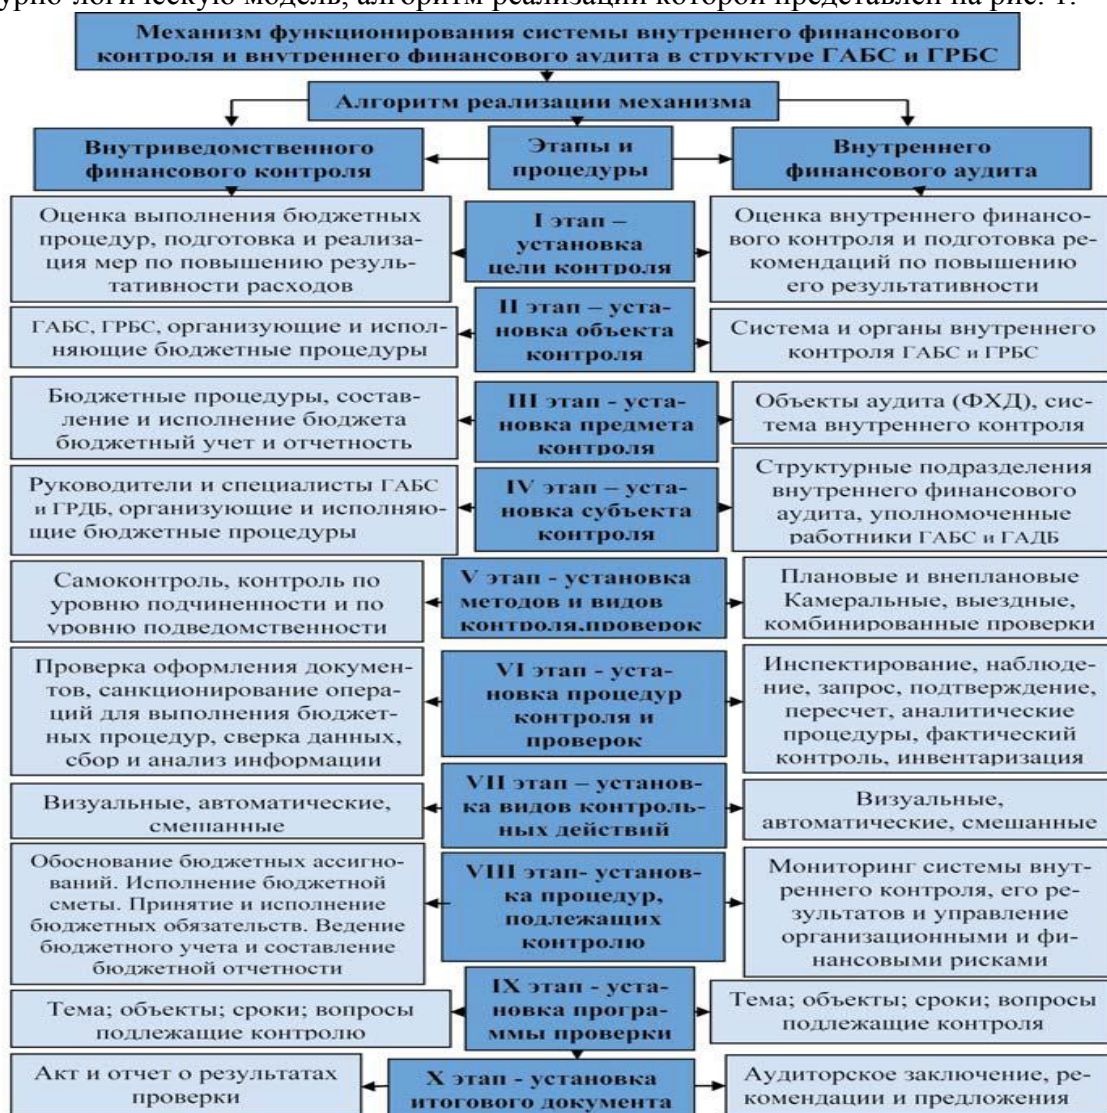 урно-логическую модель, алгоритм реализации которой представлен на рис. 1.
Механизм функционирования системы внутреннего финансового
контроля и внутреннего финансового аудита в структуре ГАБС и ГРБС
Алгоритм реализации механизма
Внутриведомственного
финансового контроля
Этапы и
процедуры
Внутреннего
финансового аудита
Оценка выполнения бюджетных
процедур, подготовка и реализа-
ция мер по повышению резуль-
тативности расходов
I этап –
установка
цели контроля
Оценка внутреннего финансо-
вого контроля и подготовка ре-
комендаций по повышению
его результативности
ГАБС, ГРБС, организующие и испол-
няющие бюджетные процедуры
II этап – уста-
новка объекта
контроля
Система и органы внутреннего
контроля ГАБС и ГРБС
Бюджетные процедуры, состав-
ление и исполнение бюджета
бюджетный учет и отчетность
III этап - уста-
новка предмета
контроля
Объекты аудита (ФХД), сис-
тема внутреннего контроля
Руководители и специалисты ГАБС
и ГРДБ, организующие и исполняю-
щие бюджетные процедуры
IV этап – уста-
новка субъекта
контроля
Структурные подразделения
внутреннего финансового
аудита, уполномоченные
работники ГАБС и ГАДБ
Самоконтроль, контроль по
уровню подчиненности и по
уровню подведомственности
V этап - установка
методов и видов
контроля,проверок
Плановые и внеплановые
Камеральные, выездные,
комбинированные проверки
Проверка оформления докумен-
тов, санкционирование опера-
ций для выполнения бюджет-
ных процедур, сверка данных,
сбор и анализ информации
VI этап - уста-
новка процедур
контроля и
проверок
Инспектирование, наблюде-
ние, запрос, подтверждение,
пересчет, аналитические
процедуры, фактический
контроль, инвентаризация
Визуальные, автоматические,
смешанные
VII этап – установ-
ка видов контроль-
ных действий
Визуальные,
автоматические, смешанные
Обоснование бюджетных ассигно-
ваний. Исполнение бюджетной
сметы. Принятие и исполнение
бюджетных обязательств. Ведение
бюджетного учета и составление
бюджетной отчетности
VIII этап- установ-
ка процедур,
подлежащих
контролю
Мониторинг системы внут-
реннего контроля, его ре-
зультатов и управление
организационными и фи-
нансовыми рисками
Тема; объекты; сроки; вопросы
подлежащие контролю
IX этап - уста-
новка програм-
мы проверки
Тема; объекты; сроки; вопросы
подлежащие контроля
Акт и отчет о результатах
проверки
X этап - установка
итогового документа
Аудиторское заключение, ре-
комендации и предложения